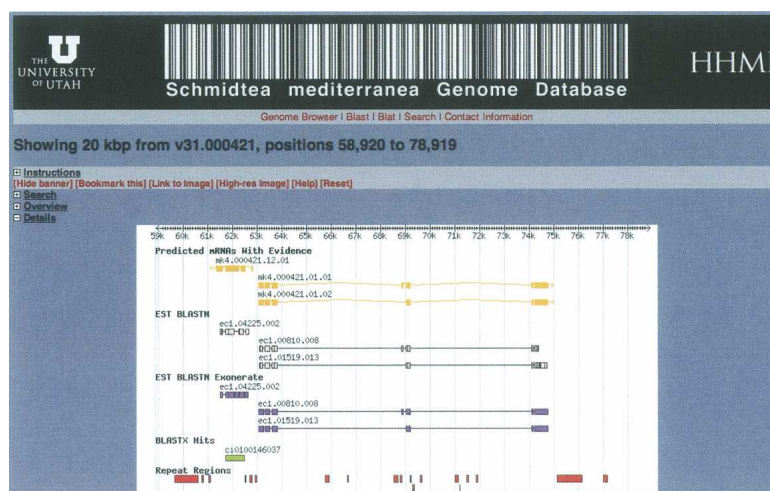 THE
UNIVERSITY
OF UTAH
HHMI
Schmidtea mediterranea Genome Database
Genome Browser | Blast | Blat | Search | Contact Information
Showing 20 kbp from v31.000421, positions 58,920 to 78,919
Instructions
[Hide banner] [Bookmark this] [Link to Image] [High-res Image] [Help] [Reset]
Search
Overview
Details
59k 60k 61k 62k 63k 64k 65k 66k 67k 68k 69k 70k 71k 72k 73k 74k 75k 76k 77k 78k
Predicted mRNAs With Evidence
mk4.000421.12.01
mk4.000421.01.01
mk4.000421.01.02
EST BLASTN
ec1.04225.002
ec1.00810.008
ec1.01519.013
EST BLASTN Exonerate
ec1.04225.002
ec1.00810.008
ec1.01519.013
BLASTX Hits
ci0100146037
Repeat Regions